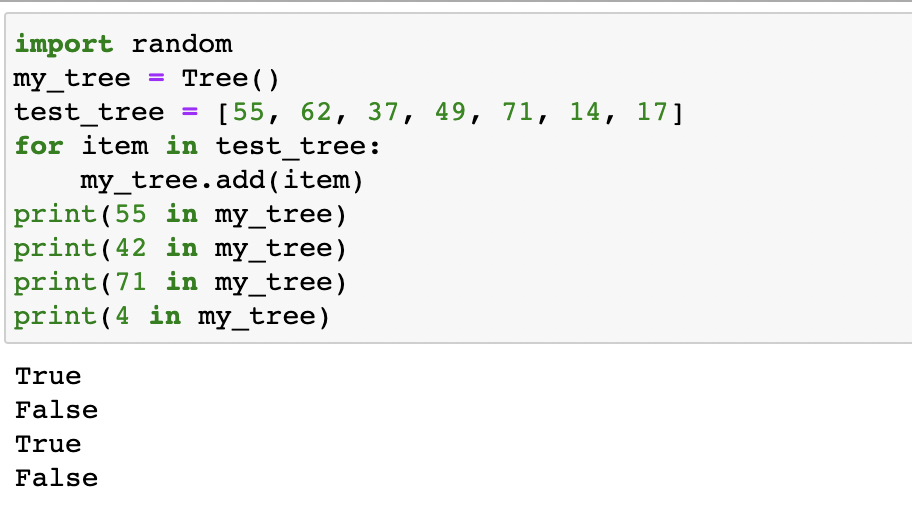 import random
my_tree = Tree()
test_tree = [55, 62, 37, 49, 71, 14, 17]
for item in test_tree:
    my_tree.add(item)
print(55 in my_tree)
print(42 in my_tree)
print(71 in my_tree)
print(4 in my_tree)
True
False
True
False